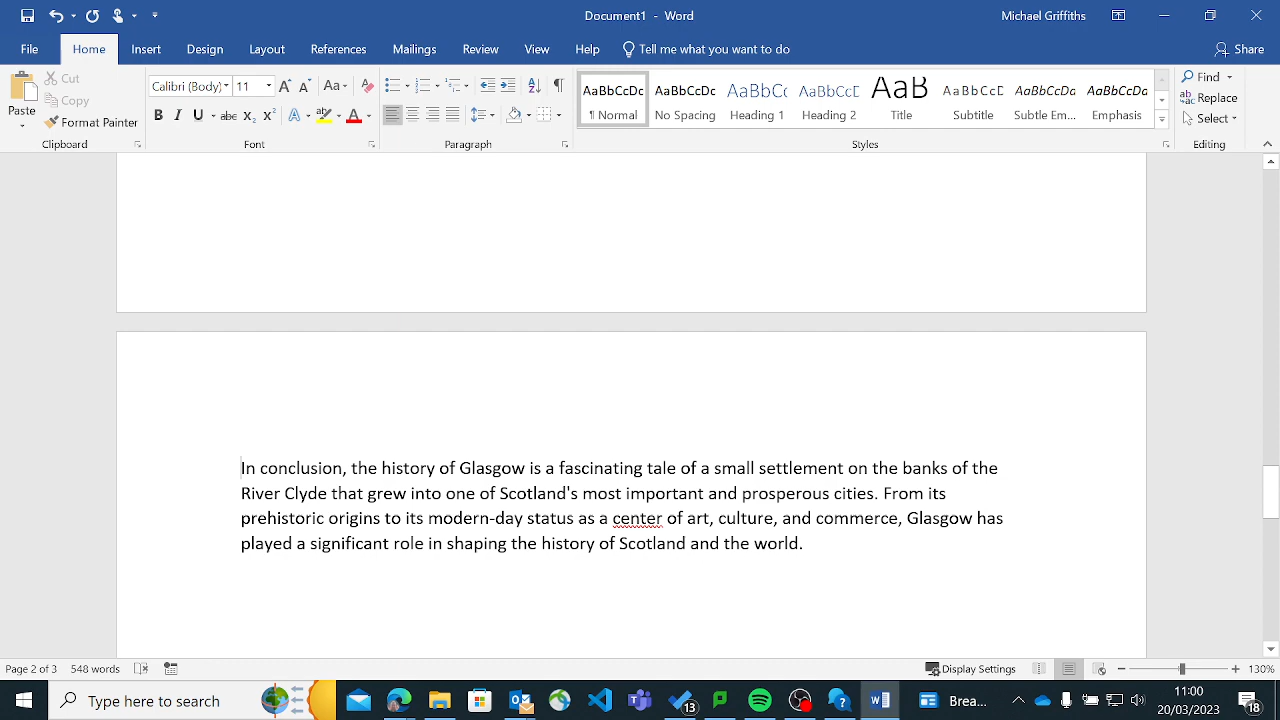 Document1 - Word
Michael Griffiths
File Home Insert Design Layout References Mailings Review View Help Tell me what you want to do Share
Paste
Cut
Copy
Format Painter
Clipboard
Calibri (Body) 11
Font
Paragraph
AaBbCcDc AaBbCcDc AaBbCc AaBbCcC AaB AaBbCcD AaBbCcDc AaBbCcDc
¶ Normal No Spacing Heading 1 Heading 2 Title Subtitle Subtle Em... Emphasis
Styles
Find
Replace
Select
Editing
In conclusion, the history of Glasgow is a fascinating tale of a small settlement on the banks of the
River Clyde that grew into one of Scotland's most important and prosperous cities. From its
prehistoric origins to its modern-day status as a center of art, culture, and commerce, Glasgow has
played a significant role in shaping the history of Scotland and the world.
Page 2 of 3 548 words Display Settings 130%
Type here to search
13
Brea...
11:00
20/03/2023
18